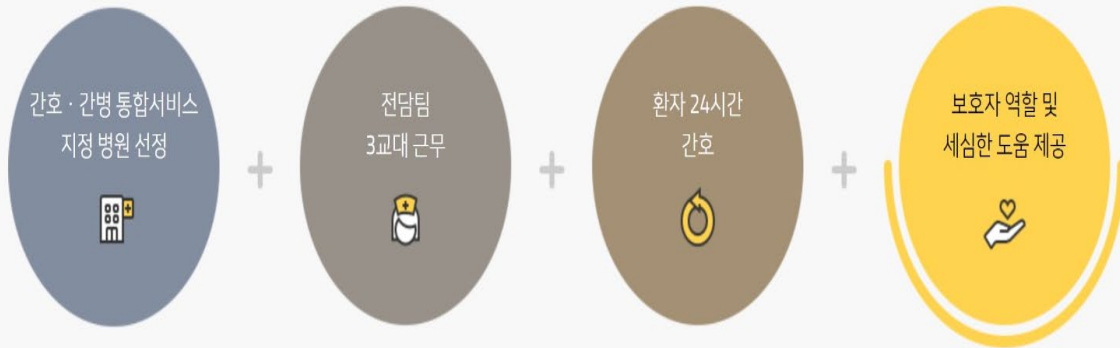 간호 · 간병 통합서비스
지정 병원 선정
전담팀
3교대 근무
환자 24시간
간호
보호자 역할 및
세심한 도움 제공